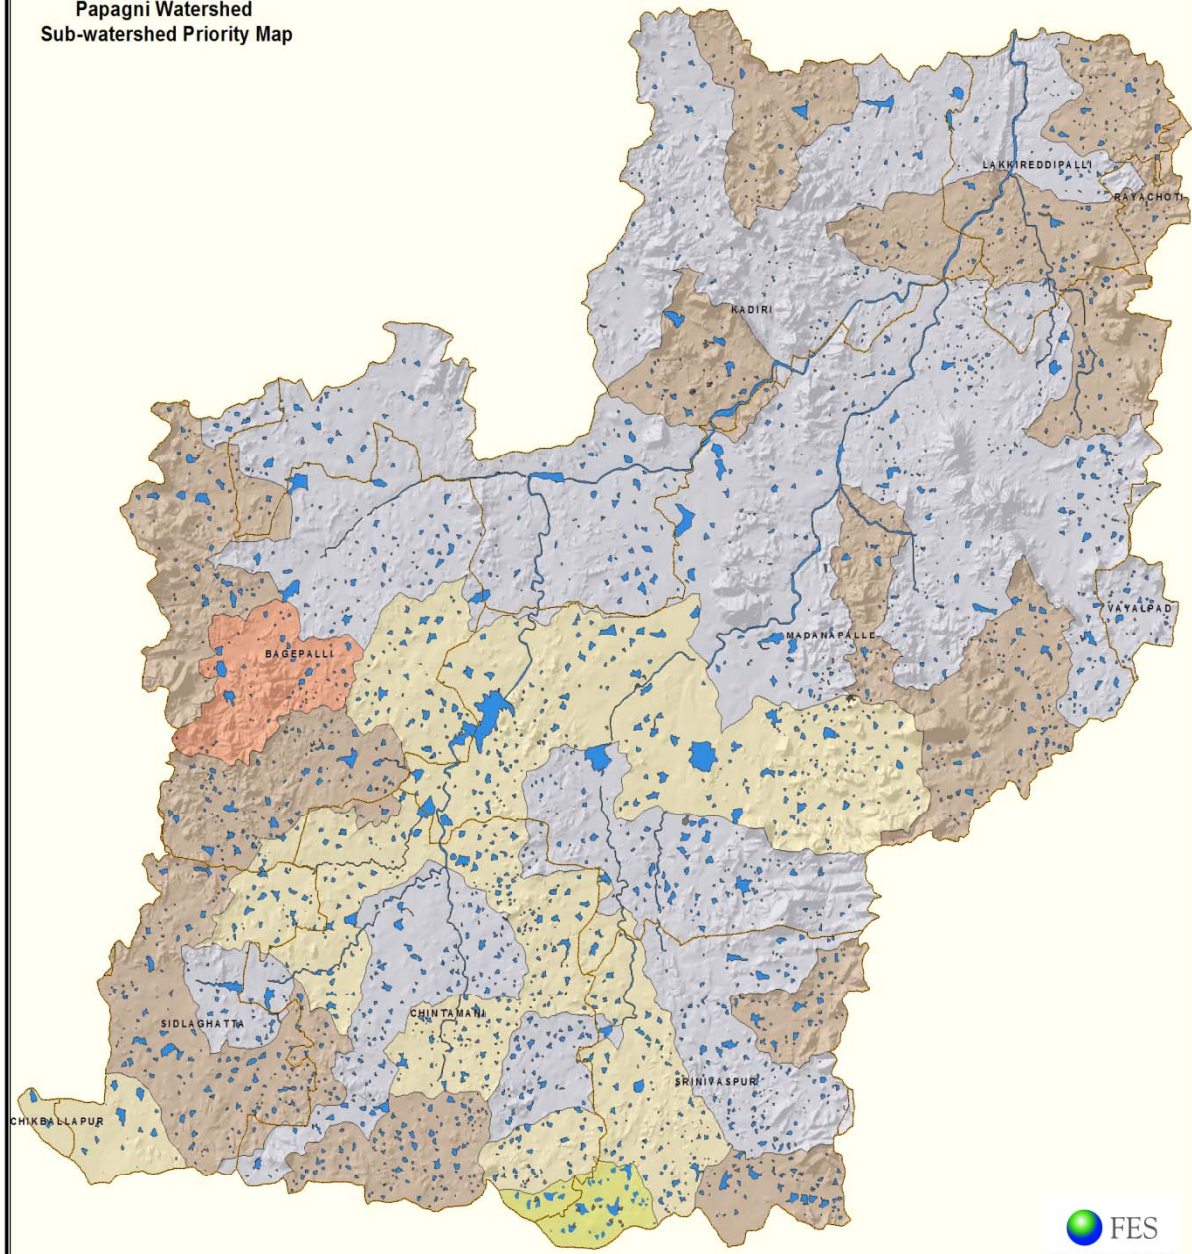 Papagni Watershed
Sub-watershed Priority Map
LAKKIREDDIPALLI
RAYACHOTI
KADIRI
VAYALPAD
MADANAPALLE
BAGEPALLI
CHINTAMANI
SIDLAGHATTA
SRINIVASPUR
CHIKBALLAPUR
FES